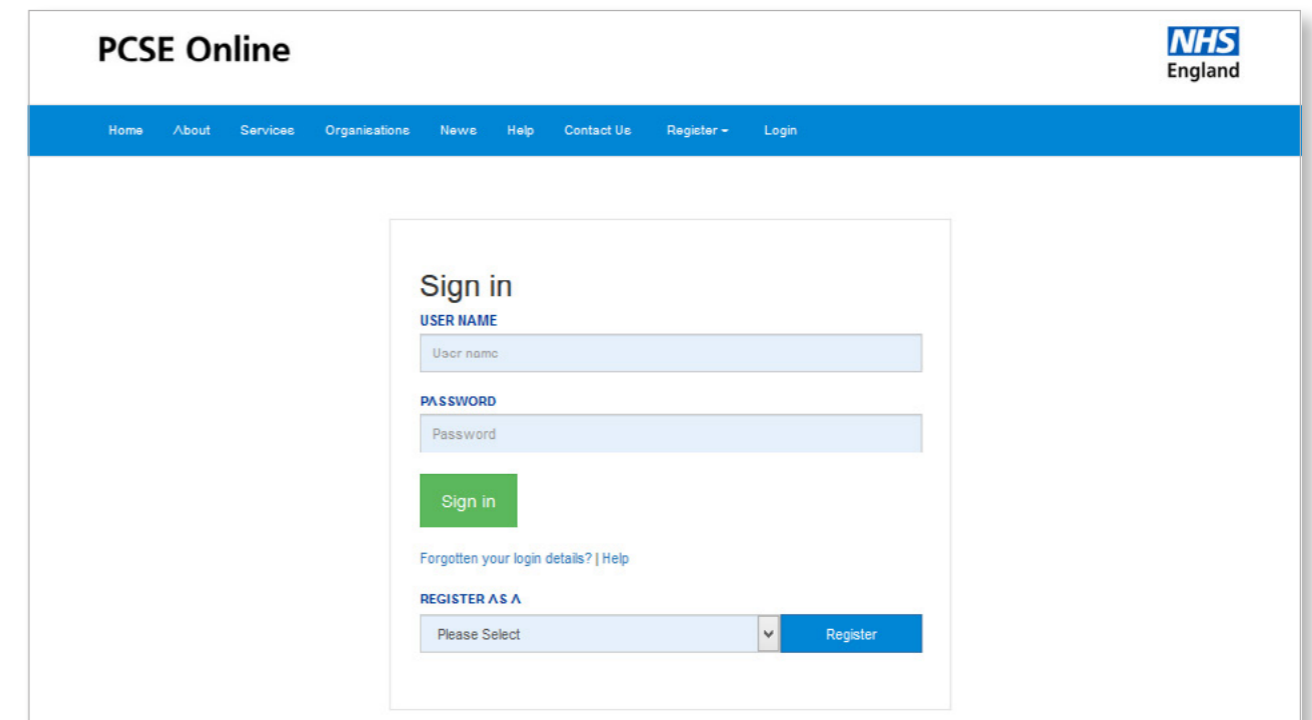 PCSE Online
NHS
England
Home About Services Organisations News Help Contact Us Register Login
Sign in
USER NAME
User name
PASSWORD
Password
Sign in
Forgotten your login details? | Help
REGISTER AS A
Please Select Register